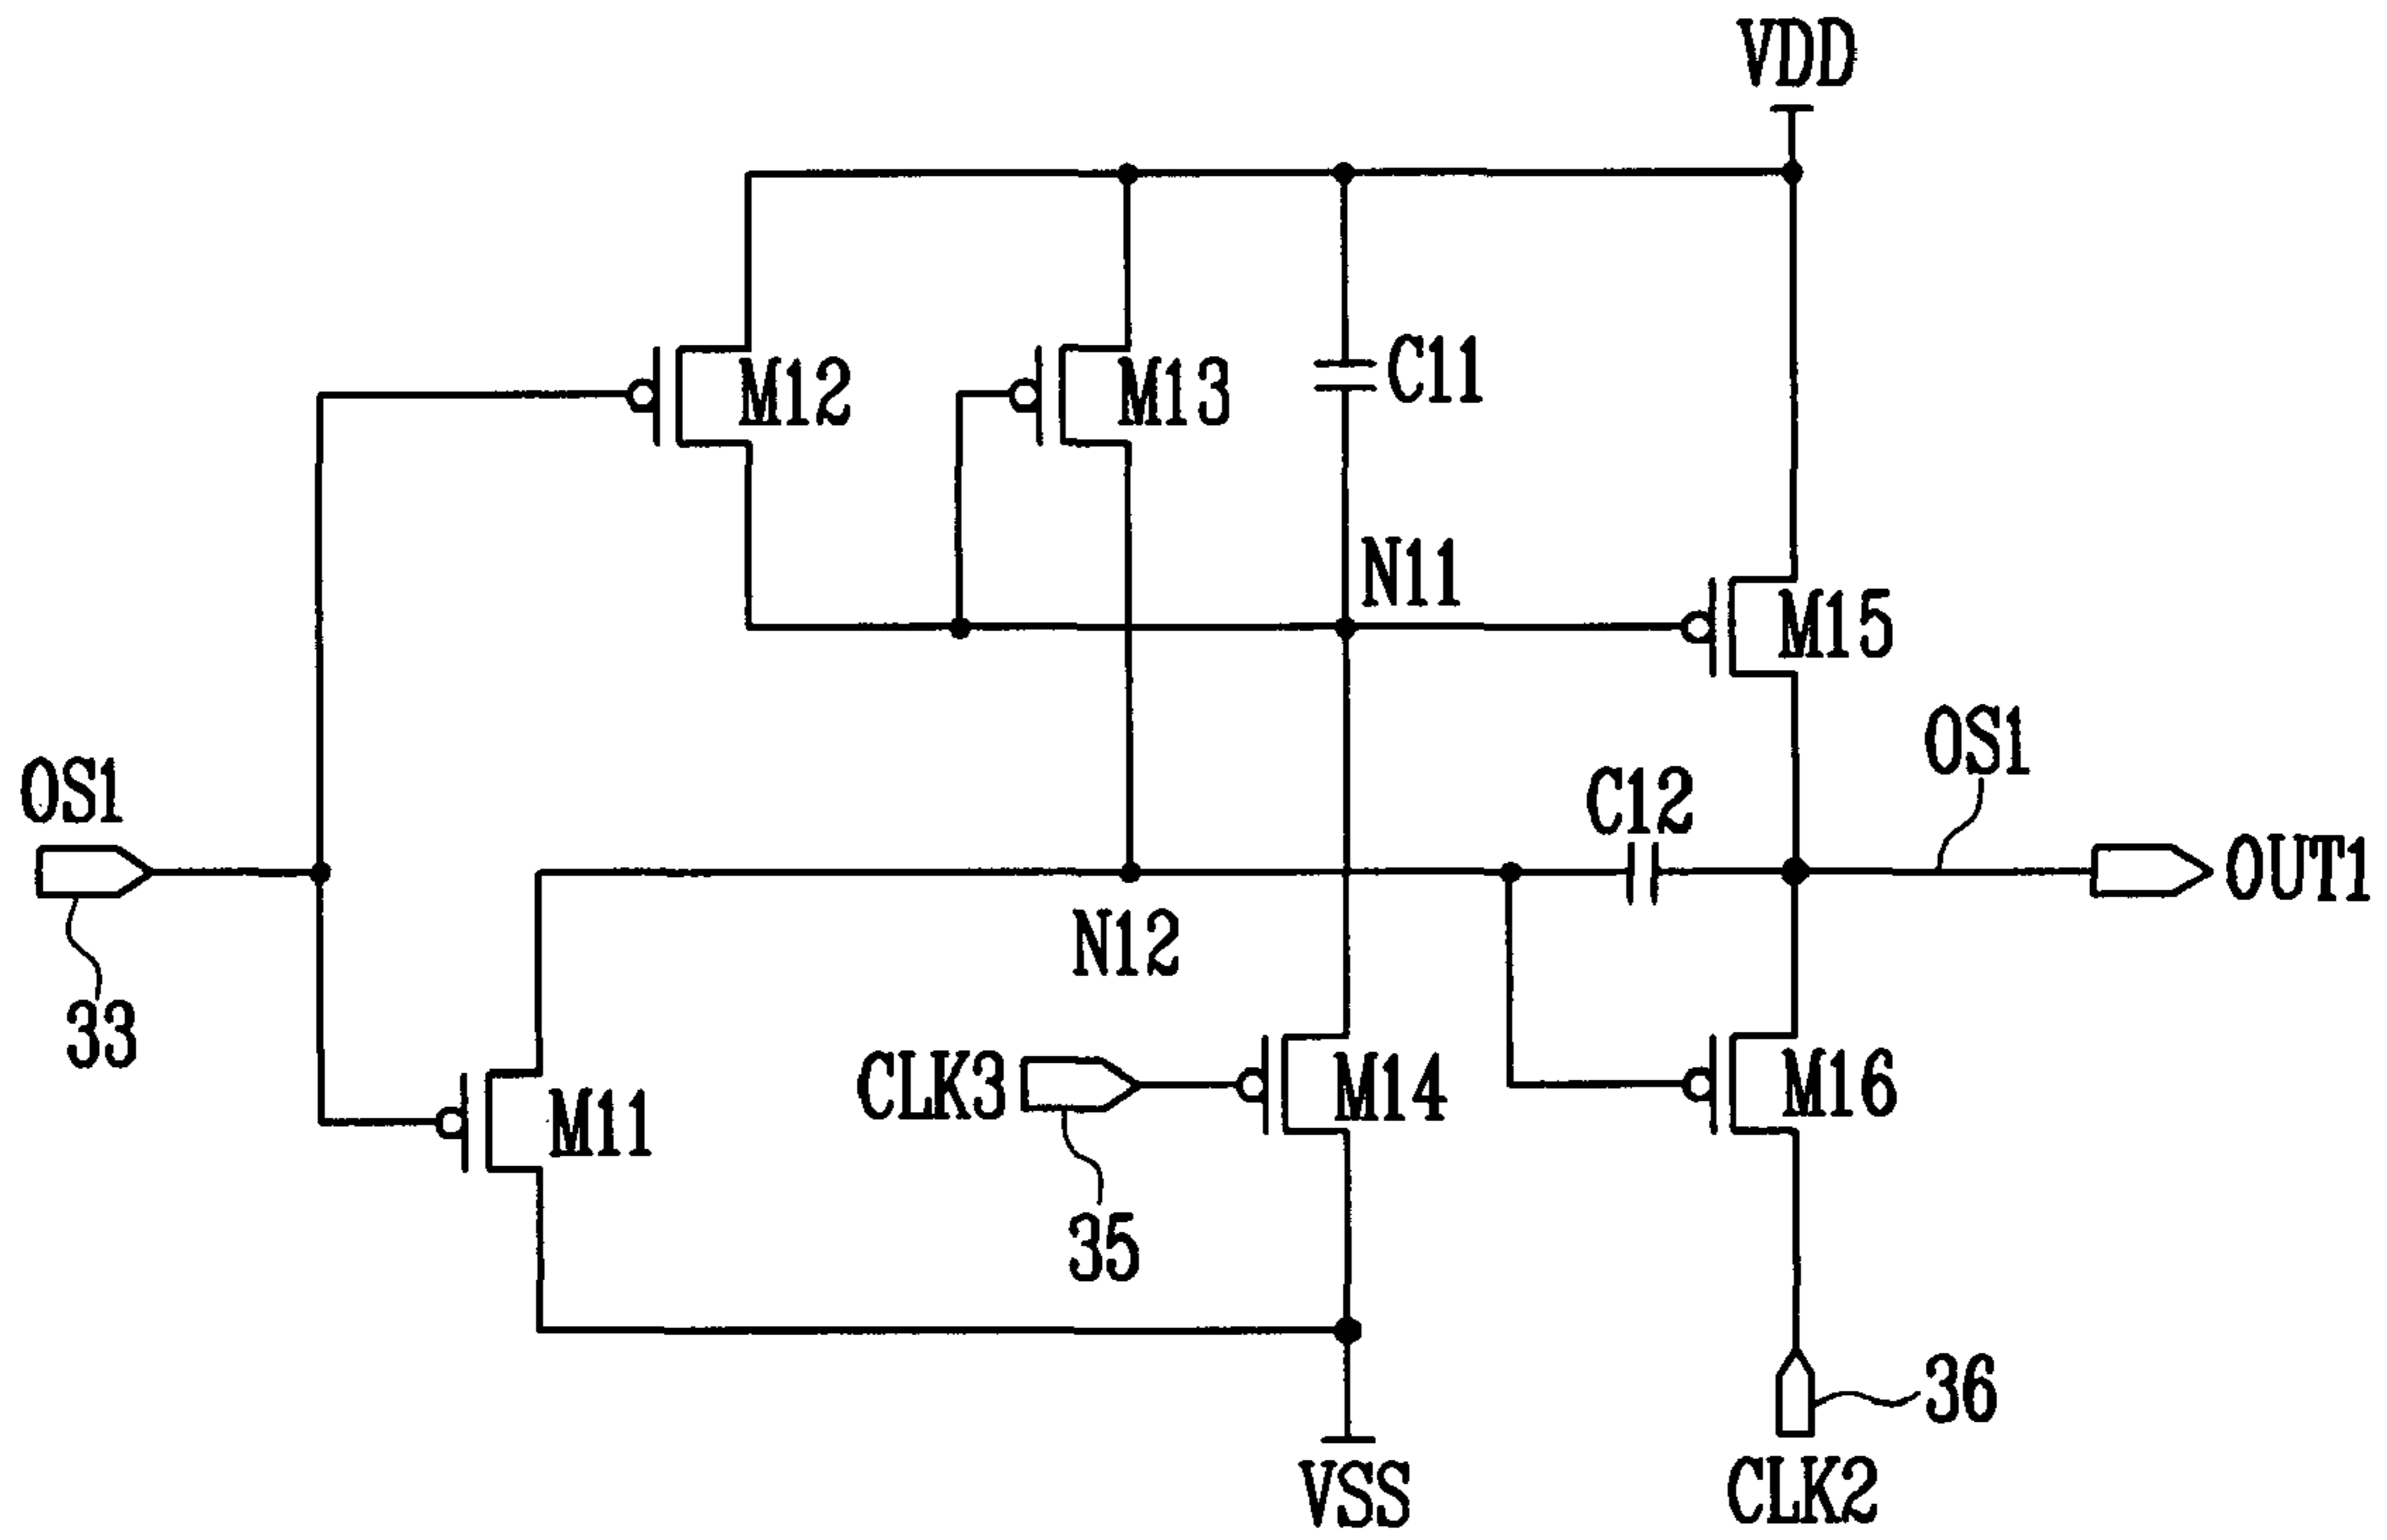 VDD
M12
M13
C11
N11
M15
OS1
OS1
C12
OUT1
N12
33
CLK3
M14
M16
M11
35
36
VSS
CLK2